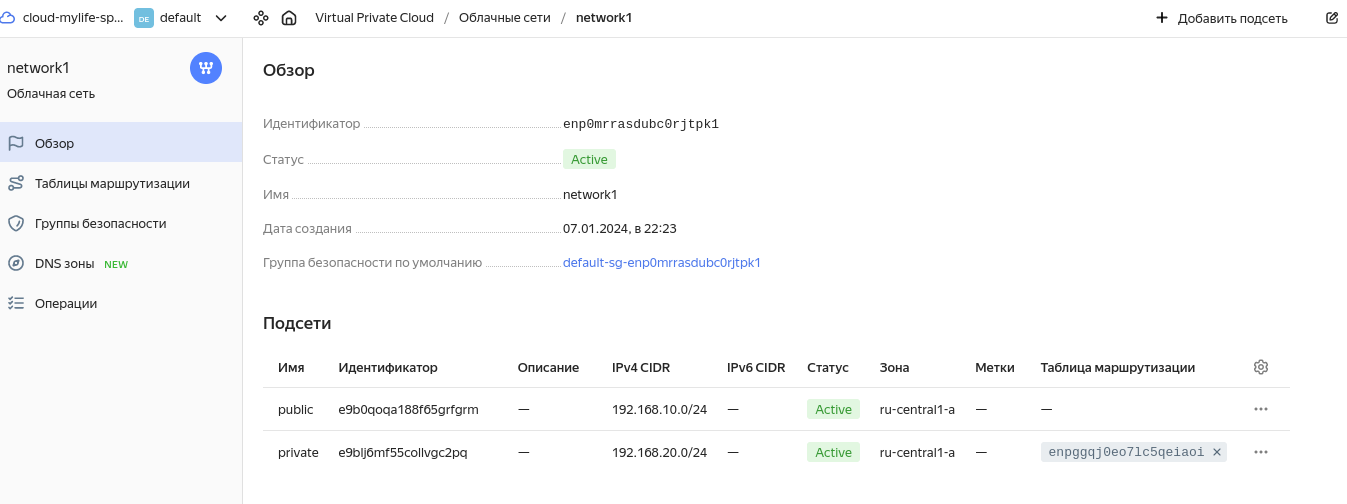 cloud-mylife-sp... DE default Virtual Private Cloud / Облачные сети / network1 + Добавить подсеть
network1
Облачная сеть
Обзор
Таблицы маршрутизации
Группы безопасности
DNS зоны NEW
Операции
Обзор
Идентификатор enp0mrrasdubc0rjtpk1
Статус Active
Имя network1
Дата создания 07.01.2024, в 22:23
Группа безопасности по умолчанию default-sg-enp0mrrasdubc0rjtpk1
Подсети
Имя Идентификатор Описание IPv4 CIDR IPv6 CIDR Статус Зона Метки Таблица маршрутизации
public e9b0qoqa188f65grfgrm — 192.168.10.0/24 — Active ru-central1-a — —
private e9blj6mf55collvgc2pq — 192.168.20.0/24 — Active ru-central1-a — enpggqj0eo7lc5qeiaoi ×